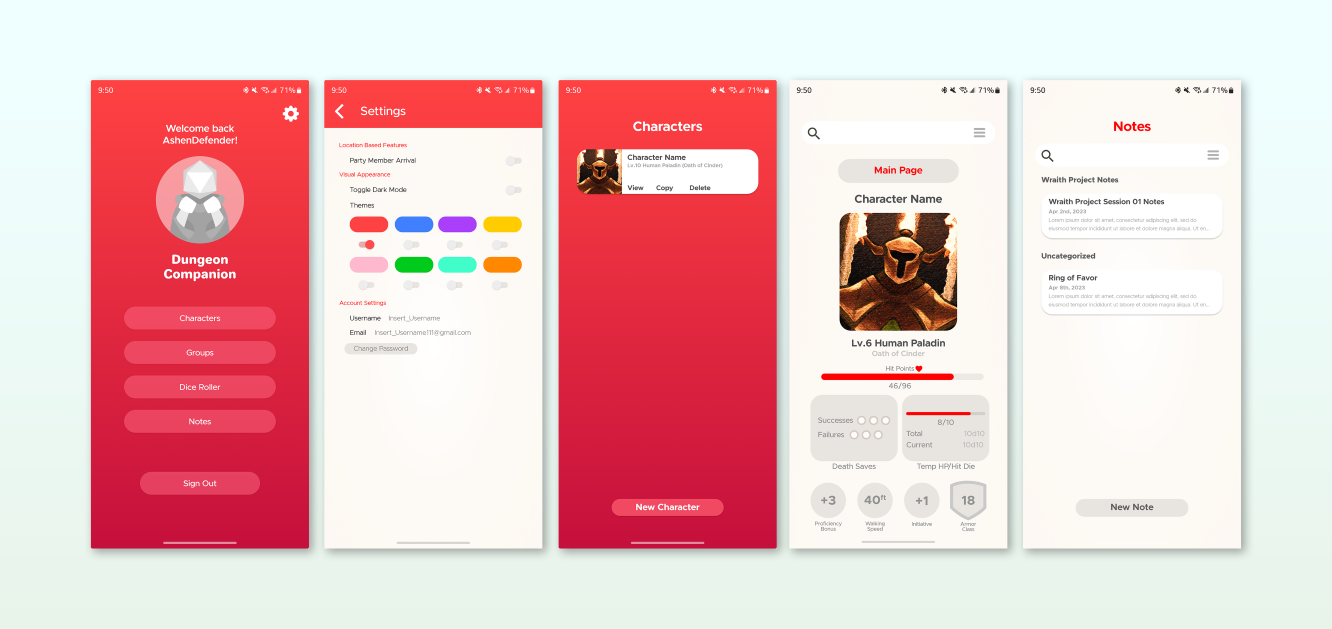 9:50
71%
Welcome back
AshenDefender!
Dungeon
Companion
Characters
Groups
Dice Roller
Notes
Sign Out
9:50
71%
Settings
Location Based Features
Party Member Arrival
Visual Appearance
Toggle Dark Mode
Themes
Account Settings
Username Insert_Username
Email Insert_Username111@gmail.com
Change Password
9:50
71%
Characters
Character Name
Lv.10 Human Paladin (Oath of Cinder)
View Copy Delete
New Character
9:50
71%
Main Page
Character Name
Lv.6 Human Paladin
Oath of Cinder
Hit Points
46/96
Successes
Failures
Death Saves
8/10
Total 10d10
Current 10d10
Temp HP/Hit Die
+3
Proficiency
Bonus
40ft
Walking
Speed
+1
Initiative
18
Armor
Class
9:50
71%
Notes
Wraith Project Notes
Wraith Project Session 01 Notes
Apr 2nd, 2023
Lorem ipsum dolor sit amet, consectetur adipiscing elit, sed do
eiusmod tempor incididunt ut labore et dolore magna aliqua. Ut en...
Uncategorized
Ring of Favor
Apr 8th, 2023
Lorem ipsum dolor sit amet, consectetur adipiscing elit, sed do
eiusmod tempor incididunt ut labore et dolore magna aliqua. Ut en...
New Note